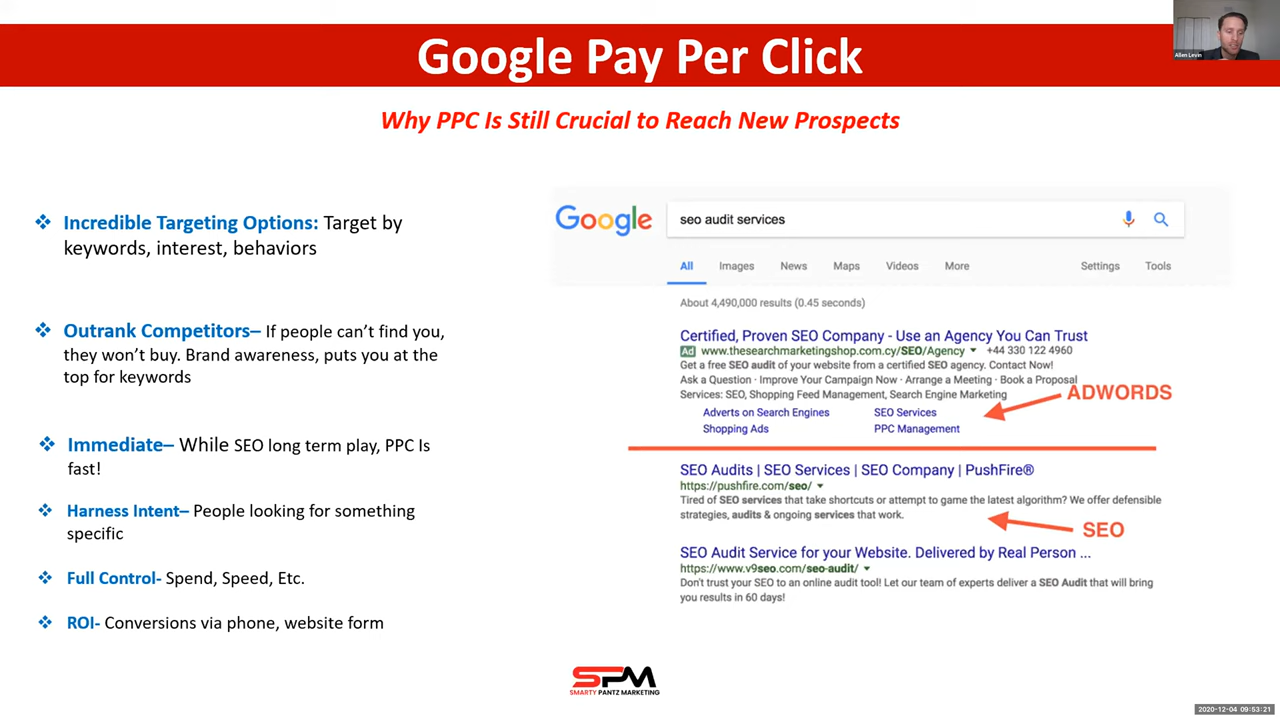 Google Pay Per Click
Allen Levin
Why PPC Is Still Crucial to Reach New Prospects
❖ Incredible Targeting Options: Target by
keywords, interest, behaviors
❖ Outrank Competitors– If people can’t find you,
they won’t buy. Brand awareness, puts you at the
top for keywords
❖ Immediate– While SEO long term play, PPC Is
fast!
❖ Harness Intent– People looking for something
specific
❖ Full Control- Spend, Speed, Etc.
❖ ROI- Conversions via phone, website form
Google
seo audit services
All Images News Maps Videos More Settings Tools
About 4,490,000 results (0.45 seconds)
Certified, Proven SEO Company - Use an Agency You Can Trust
Ad www.thesearchmarketingshop.com.cy/SEO/Agency +44 330 122 4960
Get a free SEO audit of your website from a certified SEO agency. Contact Now!
Ask a Question · Improve Your Campaign Now · Arrange a Meeting · Book a Proposal
Services: SEO, Shopping Feed Management, Search Engine Marketing
ADWORDS
Adverts on Search Engines SEO Services
Shopping Ads PPC Management
SEO Audits | SEO Services | SEO Company | PushFire®
https://pushfire.com/seo/
Tired of SEO services that take shortcuts or attempt to game the latest algorithm? We offer defensible
strategies, audits & ongoing services that work.
SEO
SEO Audit Service for your Website. Delivered by Real Person ...
https://www.v9seo.com/seo-audit/
Don't trust your SEO to an online audit tool! Let our team of experts deliver a SEO Audit that will bring
you results in 60 days!
SPM
SMARTY PANTZ MARKETING
2020-12-04 09:53:21